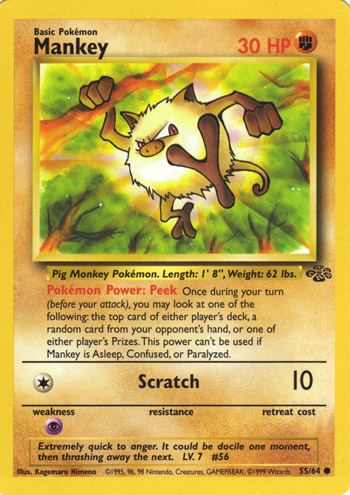 Basic Pokémon
Mankey 30 HP
Pig Monkey Pokémon. Length: 1' 8", Weight: 62 lbs.
Pokémon Power: Peek Once during your turn
(before your attack), you may look at one of the
following: the top card of either player's deck, a
random card from your opponent's hand, or one of
either player's Prizes. This power can't be used if
Mankey is Asleep, Confused, or Paralyzed.
Scratch 10
weakness resistance retreat cost
Extremely quick to anger. It could be docile one moment,
then thrashing away the next. LV. 7 #56
Illus. Kagemaru Himeno ©1995, 96, 98 Nintendo, Creatures, GAMEFREAK. ©1999 Wizards. 55/64